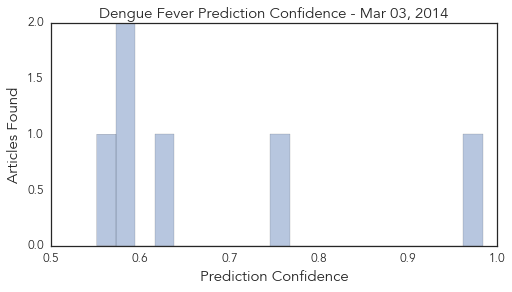 Dengue Fever Prediction Confidence - Mar 03, 2014
2.0
1.5
1.0
0.5
0.0
Articles Found
0.5 0.6 0.7 0.8 0.9 1.0
Prediction Confidence